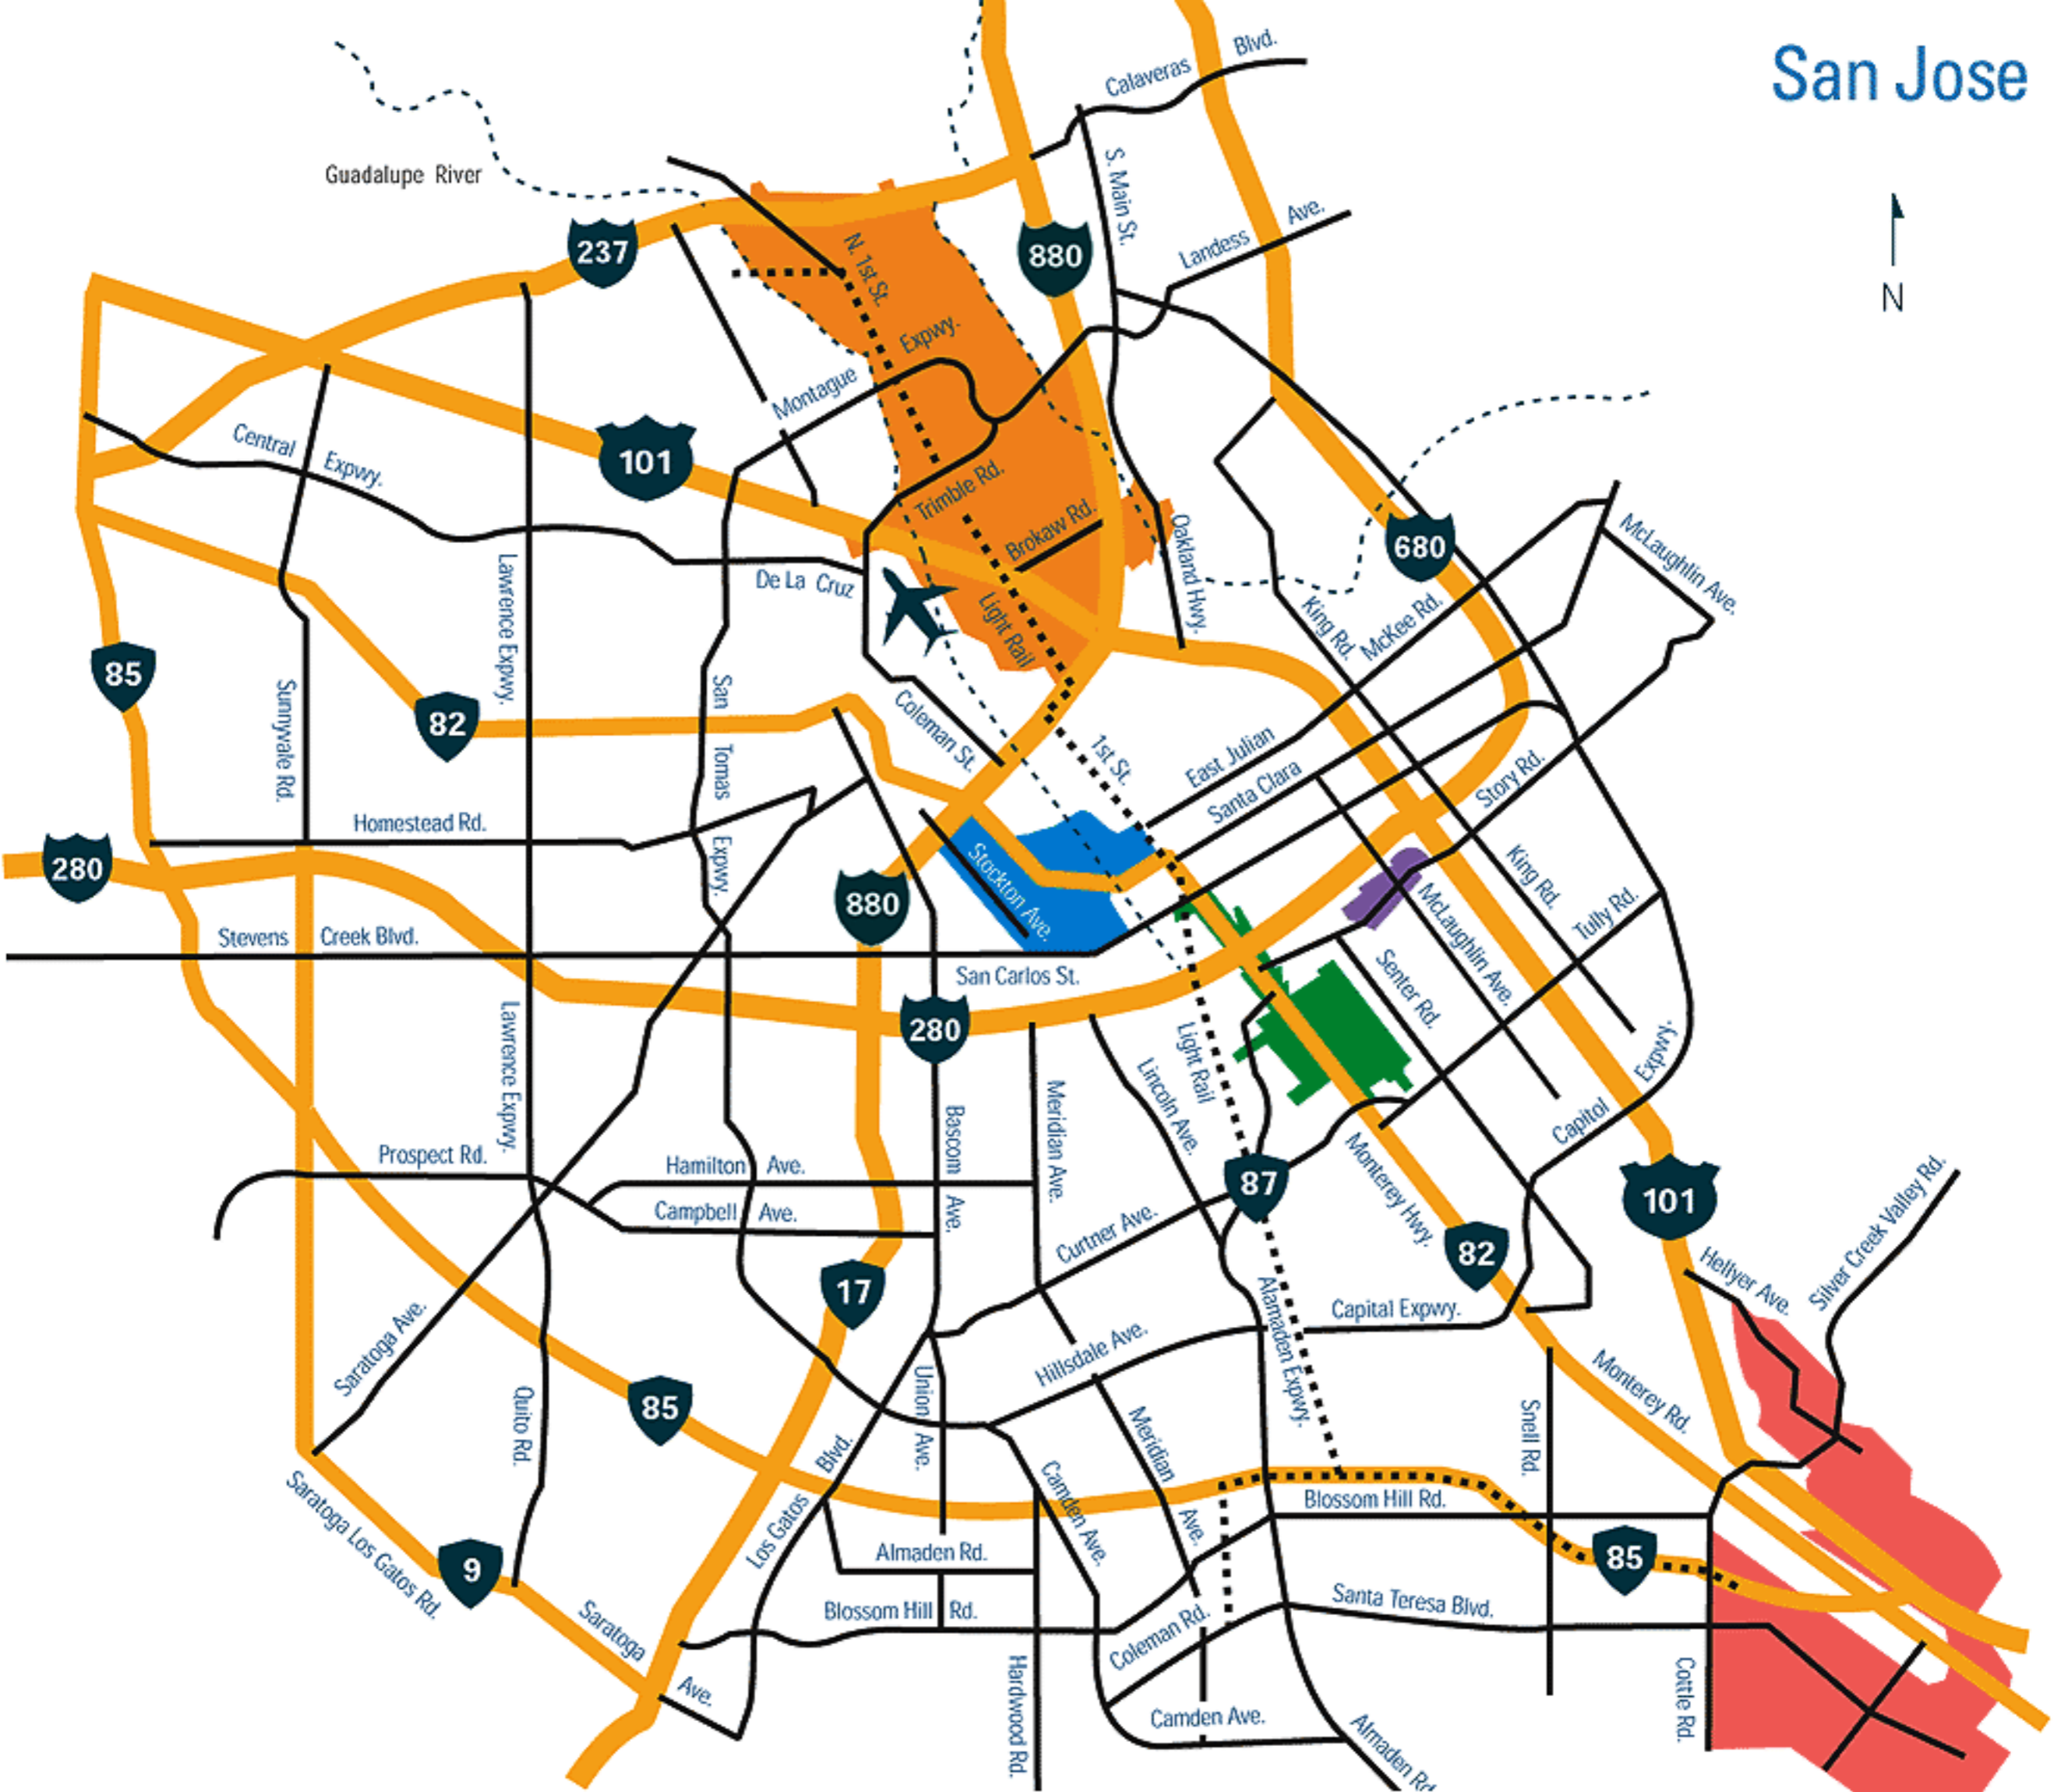 San Jose
Calaveras Blvd.
Guadalupe River
S. Main St.
Landess Ave.
N
237
880
N. 1st St.
Montague Expwy.
101
Central Expwy.
Trimble Rd.
Brokaw Rd.
Oakland Hwy.
680
McLaughlin Ave.
De La Cruz
Lawrence Expwy.
Light Rail
King Rd.
McKee Rd.
85
82
Sunnyvale Rd.
San Tomas Expwy.
Coleman St.
1st St.
East Julian
Santa Clara
Story Rd.
Homestead Rd.
280
880
Stockton Ave.
King Rd.
Tully Rd.
McLaughlin Ave.
Senter Rd.
Stevens Creek Blvd.
San Carlos St.
280
Lawrence Expwy.
Light Rail
Lincoln Ave.
Meridian Ave.
Bascom Ave.
Capitol Expwy.
Prospect Rd.
Hamilton Ave.
Campbell Ave.
87
Monterey Hwy.
101
Silver Creek Valley Rd.
Curtner Ave.
82
Hellyer Ave.
17
Alamaden Expwy.
Capital Expwy.
Saratoga Ave.
Hillsdale Ave.
Monterey Rd.
Quito Rd.
85
Union Ave.
Los Gatos Blvd.
Meridian Ave.
Snell Rd.
Camden Ave.
Blossom Hill Rd.
Saratoga Los Gatos Rd.
9
Almaden Rd.
85
Saratoga Ave.
Blossom Hill Rd.
Coleman Rd.
Santa Teresa Blvd.
Hardwood Rd.
Camden Ave.
Cottle Rd.
Almaden Rd